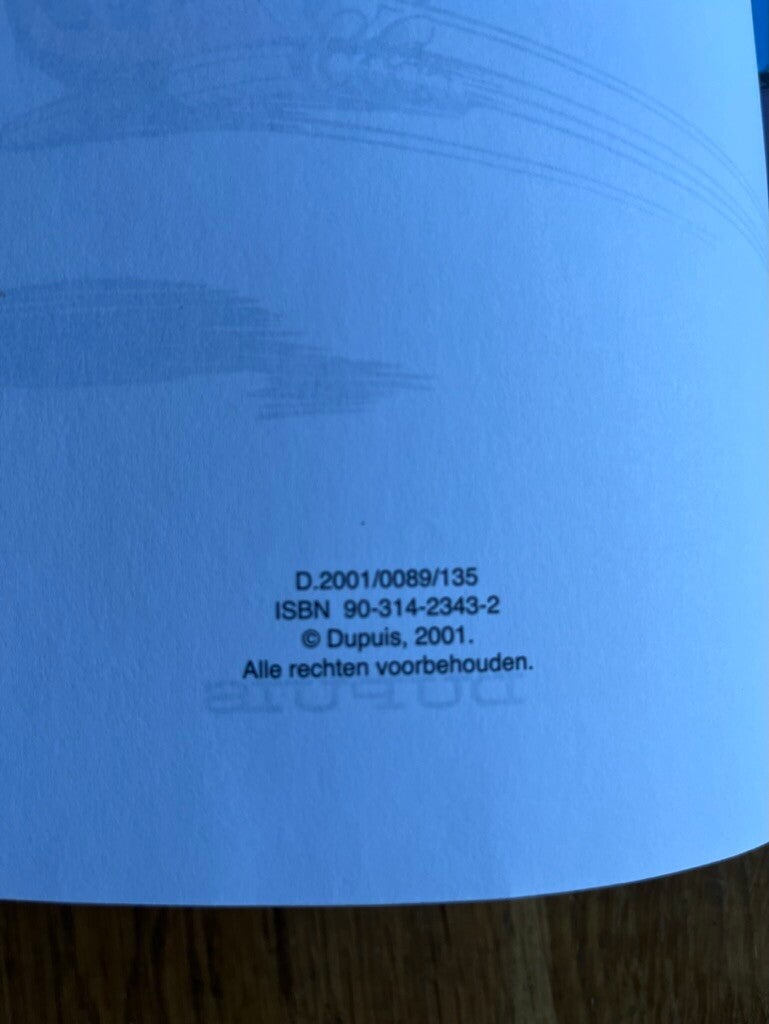 D.2001/0089/135
ISBN 90-314-2343-2
© Dupuis, 2001.
Alle rechten voorbehouden.